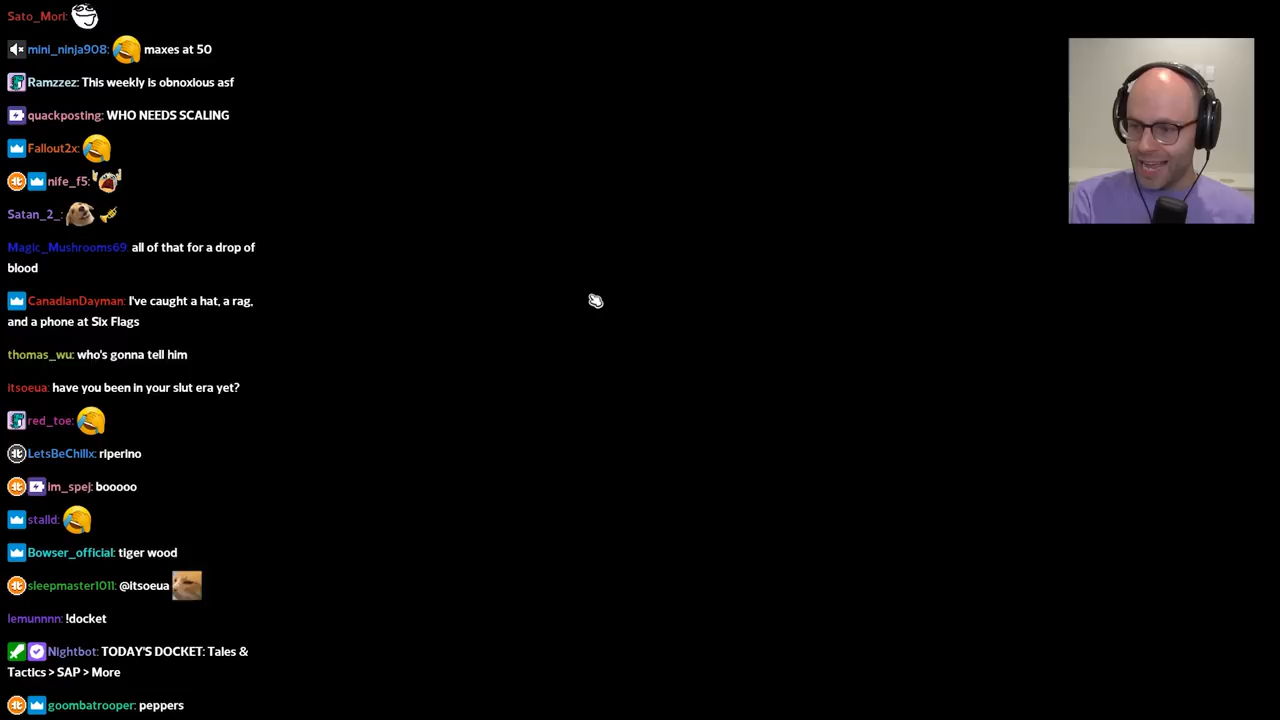 Sato_Mori:
mini_ninja908: maxes at 50
Ramzzez: This weekly is obnoxious asf
quackposting: WHO NEEDS SCALING
Fallout2x:
nife_f5:
Satan_2_:
Magic_Mushrooms69 all of that for a drop of
blood
CanadianDayman: I've caught a hat, a rag,
and a phone at Six Flags
thomas_wu: who's gonna tell him
itsoeua: have you been in your slut era yet?
red_toe:
LetsBeChillx: riperino
im_spej: booooo
stalld:
Bowser_official: tiger wood
sleepmaster1011: @itsoeua
lemunnnn: !docket
Nightbot: TODAY'S DOCKET: Tales &
Tactics > SAP > More
goombatrooper: peppers